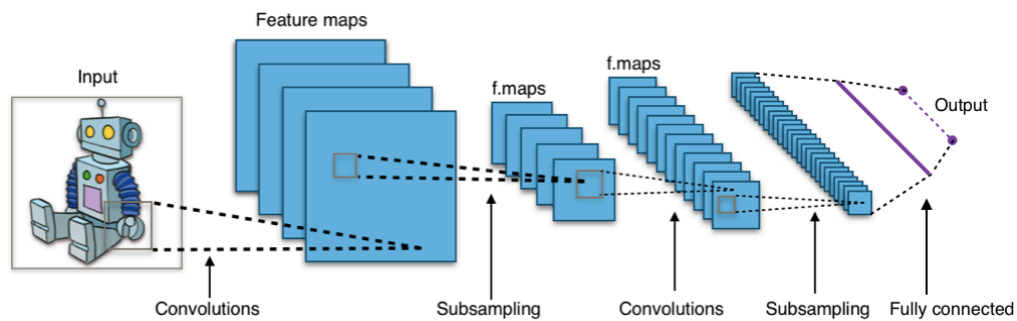 Feature maps
Input
f.maps
f.maps
Output
Convolutions
Subsampling
Convolutions
Subsampling
Fully connected